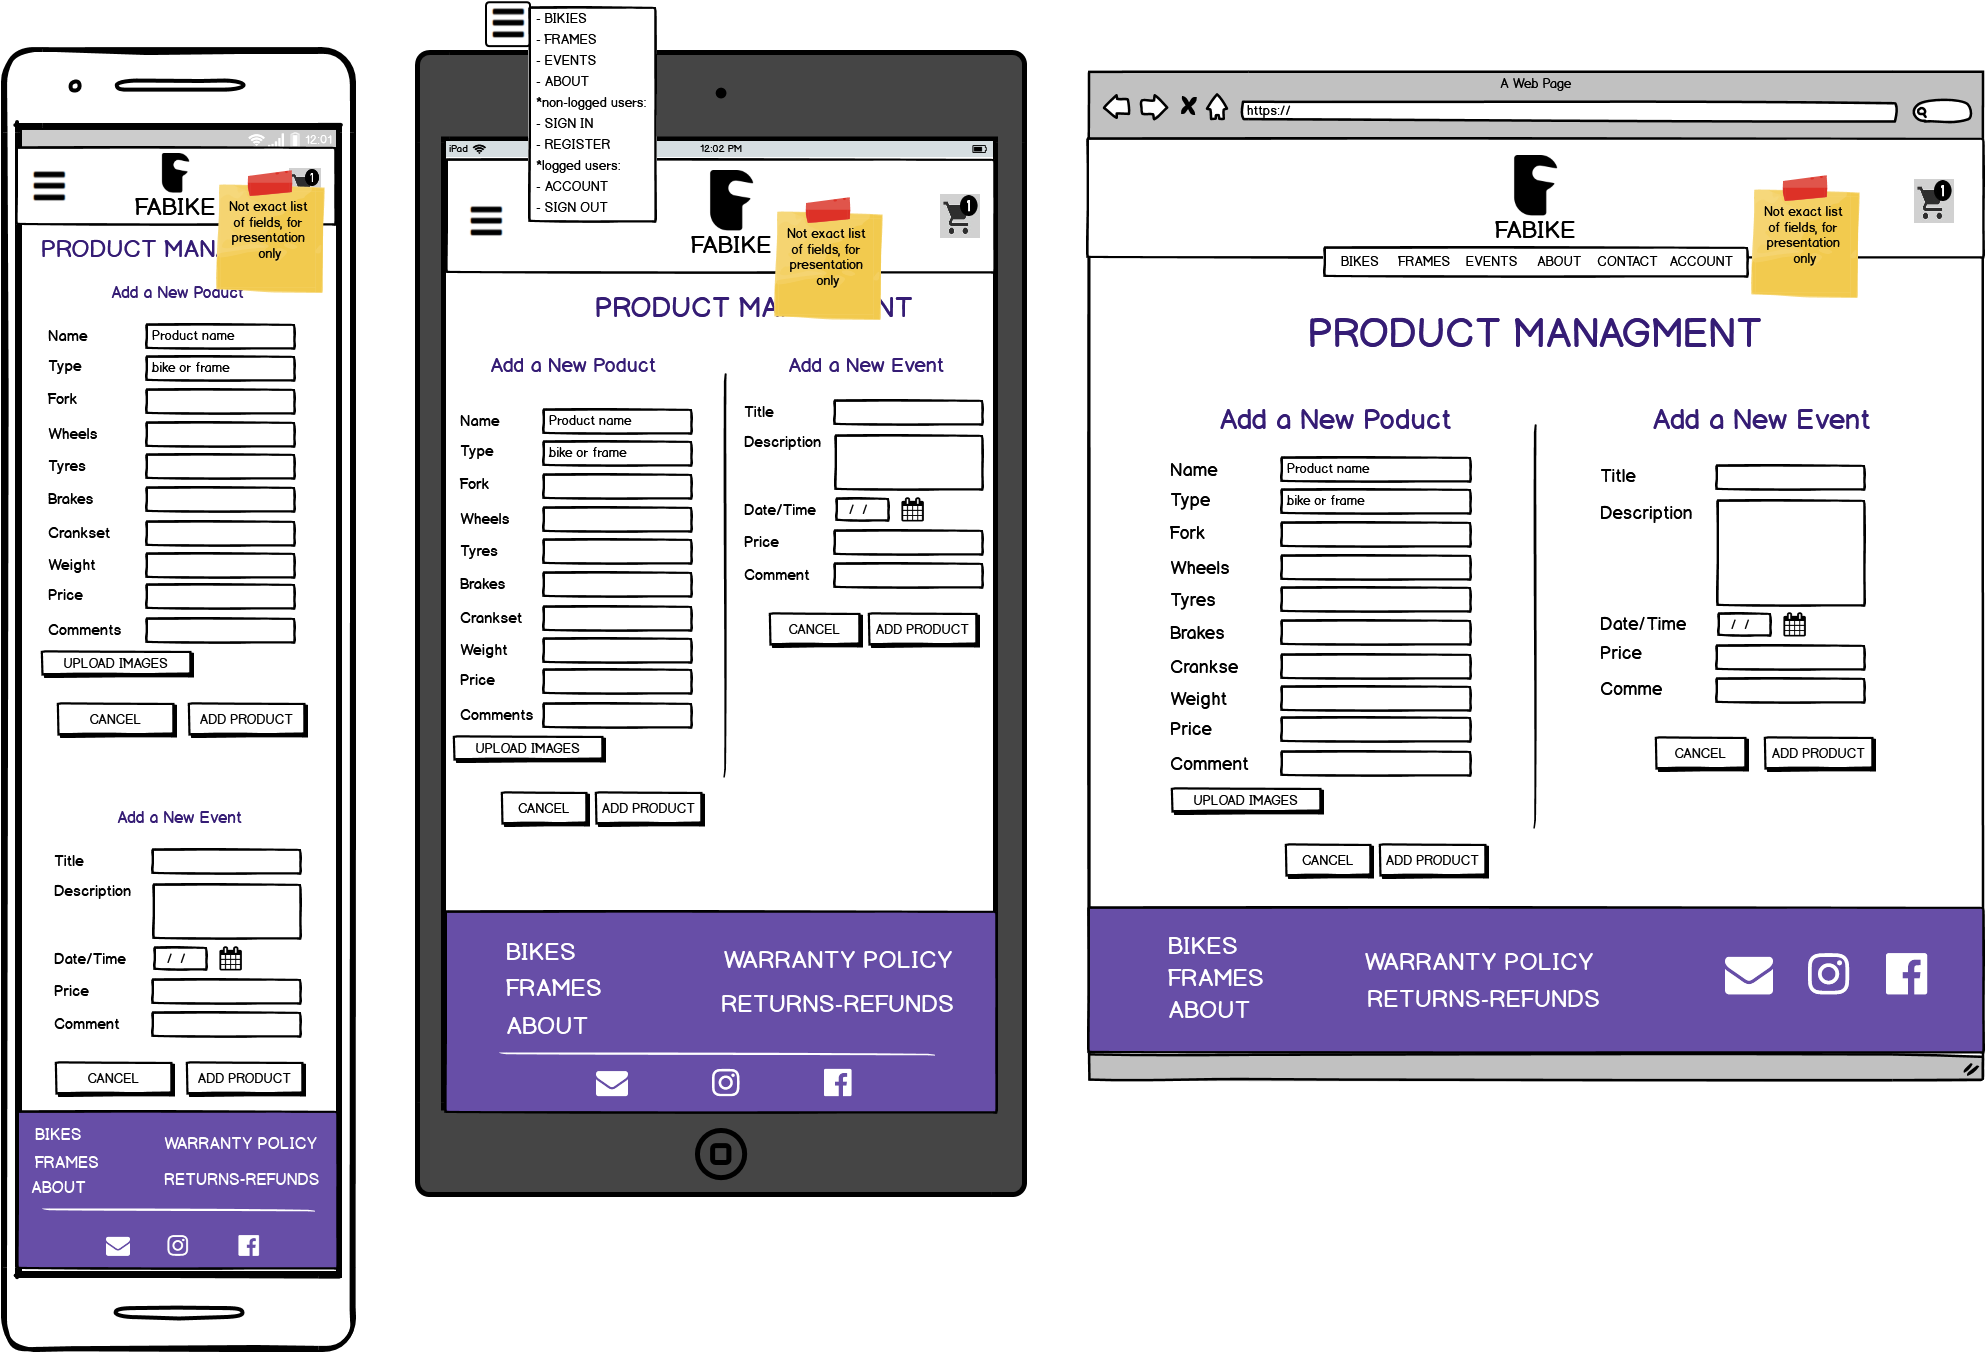 12:01
FABIKE
1
Not exact list
of fields, for
presentation
only
PRODUCT MAN
Add a New Poduct
Name
Product name
Type
bike or frame
Fork
Wheels
Tyres
Brakes
Crankset
Weight
Price
Comments
UPLOAD IMAGES
CANCEL
ADD PRODUCT
Add a New Event
Title
Description
Date/Time
/ /
Price
Comment
CANCEL
ADD PRODUCT
BIKES
FRAMES
ABOUT
WARRANTY POLICY
RETURNS-REFUNDS
- BIKIES
- FRAMES
- EVENTS
- ABOUT
*non-logged users:
- SIGN IN
- REGISTER
*logged users:
- ACCOUNT
- SIGN OUT
iPad
12:02 PM
FABIKE
1
Not exact list
of fields, for
presentation
only
PRODUCT MA NT
Add a New Poduct
Name
Product name
Type
bike or frame
Fork
Wheels
Tyres
Brakes
Crankset
Weight
Price
Comments
UPLOAD IMAGES
CANCEL
ADD PRODUCT
Add a New Event
Title
Description
Date/Time
/ /
Price
Comment
CANCEL
ADD PRODUCT
BIKES
FRAMES
ABOUT
WARRANTY POLICY
RETURNS-REFUNDS
A Web Page
https://
FABIKE
1
Not exact list
of fields, for
presentation
only
BIKES FRAMES EVENTS ABOUT CONTACT ACCOUNT
PRODUCT MANAGMENT
Add a New Poduct
Name
Product name
Type
bike or frame
Fork
Wheels
Tyres
Brakes
Crankse
Weight
Price
Comment
UPLOAD IMAGES
CANCEL
ADD PRODUCT
Add a New Event
Title
Description
Date/Time
/ /
Price
Comme
CANCEL
ADD PRODUCT
BIKES
FRAMES
ABOUT
WARRANTY POLICY
RETURNS-REFUNDS